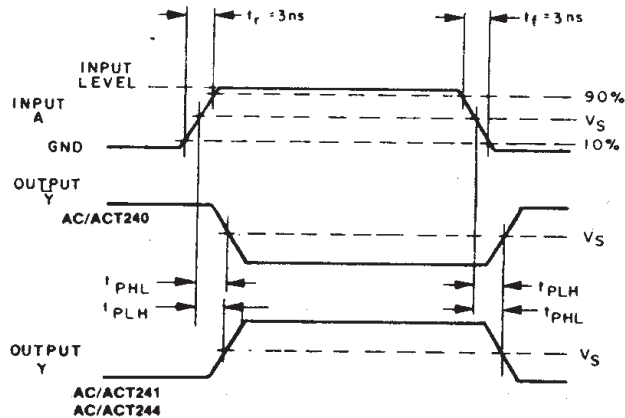 tr = 3ns
tf = 3ns
INPUT
LEVEL
90%
INPUT
A
VS
GND
10%
OUTPUT
Y
AC/ACT240
VS
tPHL
tPLH
tPLH
tPHL
OUTPUT
Y
VS
AC/ACT241
AC/ACT244